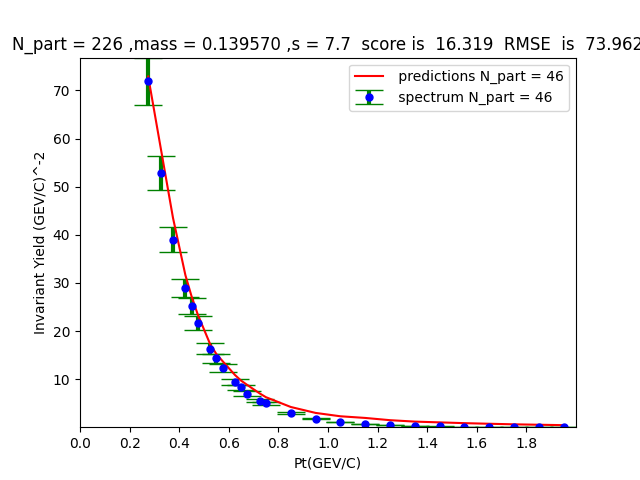 N_part = 226 ,mass = 0.139570 ,s = 7.7  score is  16.319  RMSE  is  73.962
predictions N_part = 46
spectrum N_part = 46
Invariant Yield (GEV/C)^-2
70
60
50
40
30
20
10
0.0 0.2 0.4 0.6 0.8 1.0 1.2 1.4 1.6 1.8
Pt(GEV/C)